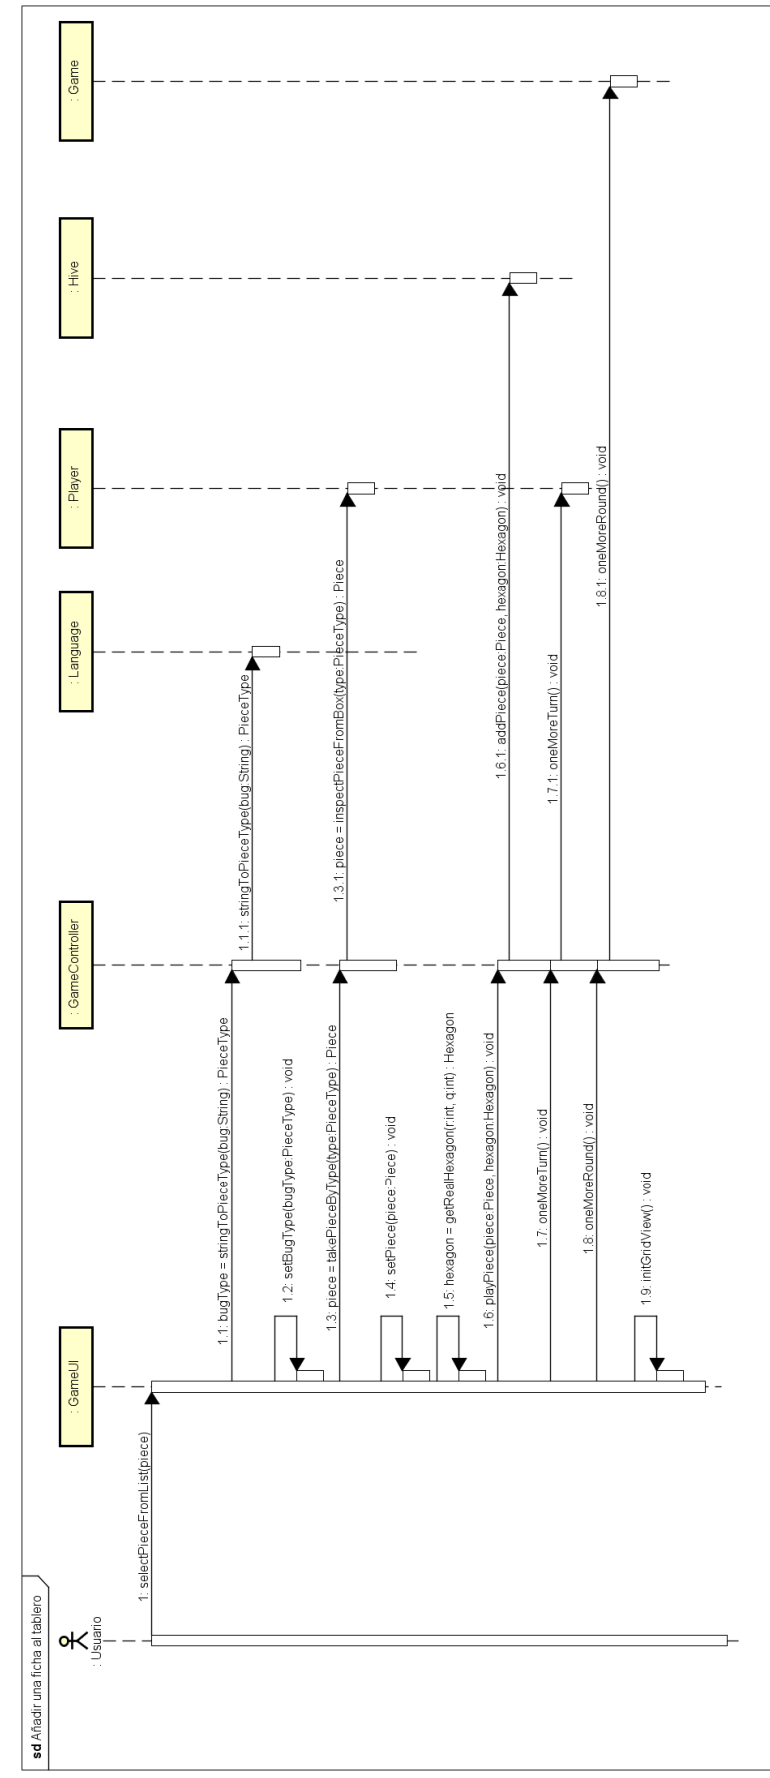 sd Añadir una ficha al tablero
: Usuario
: GameUI
: GameController
: Language
: Player
: Hive
: Game
1: selectPieceFromList(piece)
1.1: bugType = stringToPieceType(bug:String) : PieceType
1.1.1: stringToPieceType(bug:String) : PieceType
1.2: setBugType(bugType:PieceType) : void
1.3: piece = takePieceByType(type:PieceType) : Piece
1.3.1: piece = inspectPieceFromBox(type:PieceType) : Piece
1.4: setPiece(piece:Piece) : void
1.5: hexagon = getRealHexagon(r:int, q:int) : Hexagon
1.6: playPiece(piece:Piece, hexagon:Hexagon) : void
1.6.1: addPiece(piece:Piece, hexagon:Hexagon) : void
1.7: oneMoreTurn() : void
1.7.1: oneMoreTurn() : void
1.8: oneMoreRound() : void
1.8.1: oneMoreRound() : void
1.9: initGridView() : void